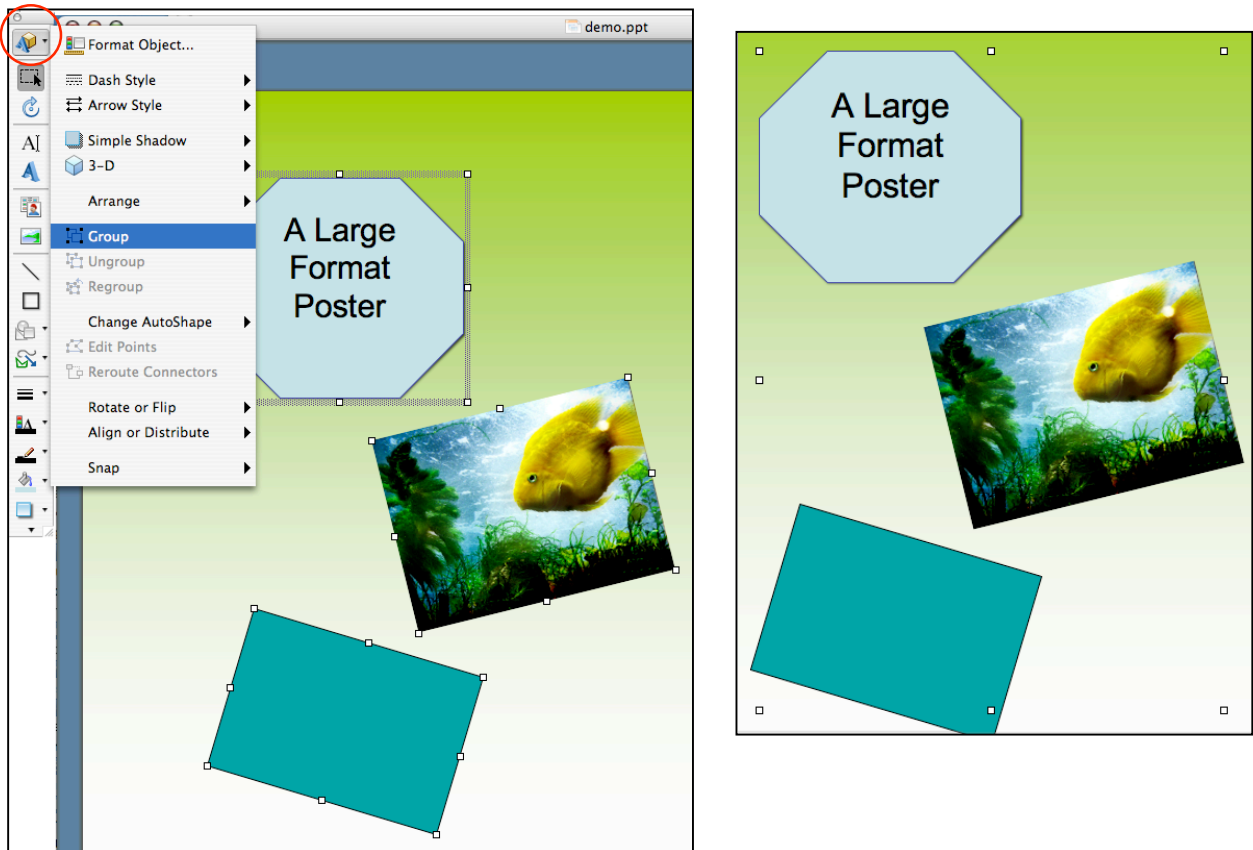 demo.ppt
Format Object...
Dash Style
Arrow Style
Simple Shadow
3-D
Arrange
Group
Ungroup
Regroup
Change AutoShape
Edit Points
Reroute Connectors
Rotate or Flip
Align or Distribute
Snap
A
A
A Large
Format
Poster
A Large
Format
Poster